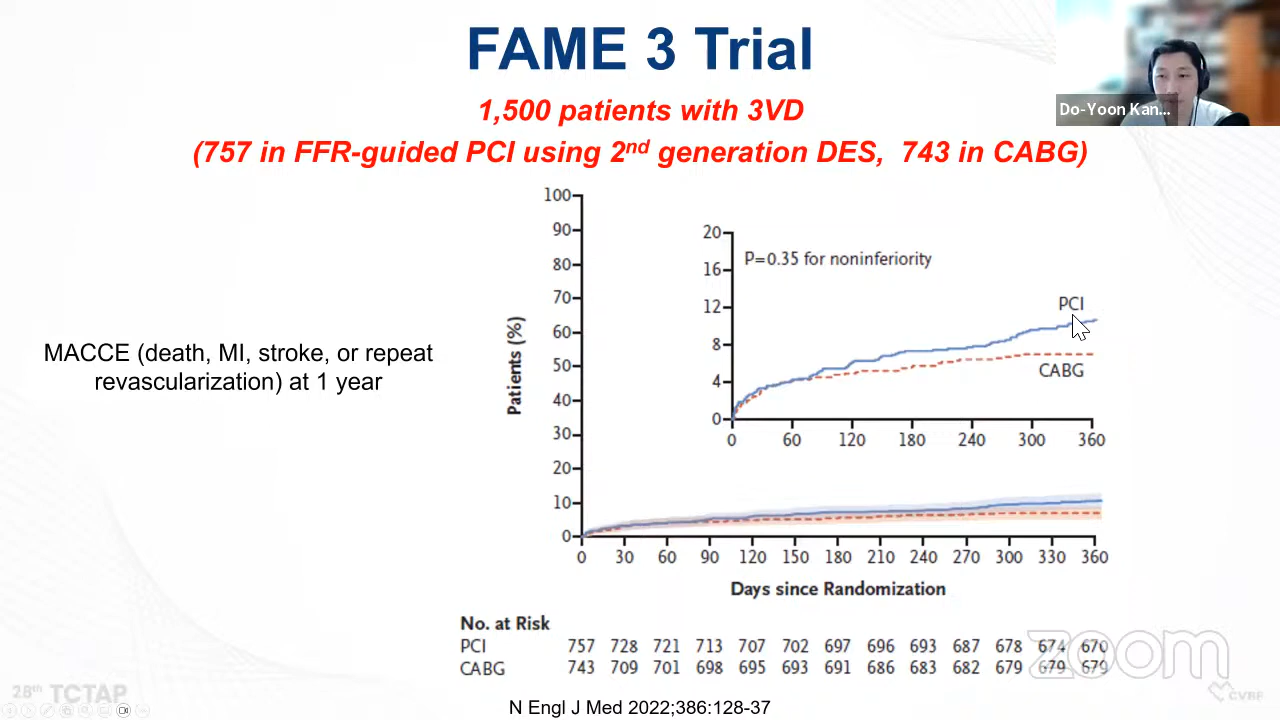 FAME 3 Trial
1,500 patients with 3VD
(757 in FFR-guided PCI using 2nd generation DES, 743 in CABG)
Do-Yoon Kan...
MACCE (death, MI, stroke, or repeat
revascularization) at 1 year
Patients (%)
100
90
80
70
60
50
40
30
20
10
0
0 30 60 90 120 150 180 210 240 270 300 330 360
Days since Randomization
20
16
12
8
4
0
0 60 120 180 240 300 360
P=0.35 for noninferiority
PCI
CABG
No. at Risk
PCI 757 728 721 713 707 702 697 696 693 687 678 674 670
CABG 743 709 701 698 695 693 691 686 683 682 679 679 679
zoom
28th TCTAP
CVRF
N Engl J Med 2022;386:128-37